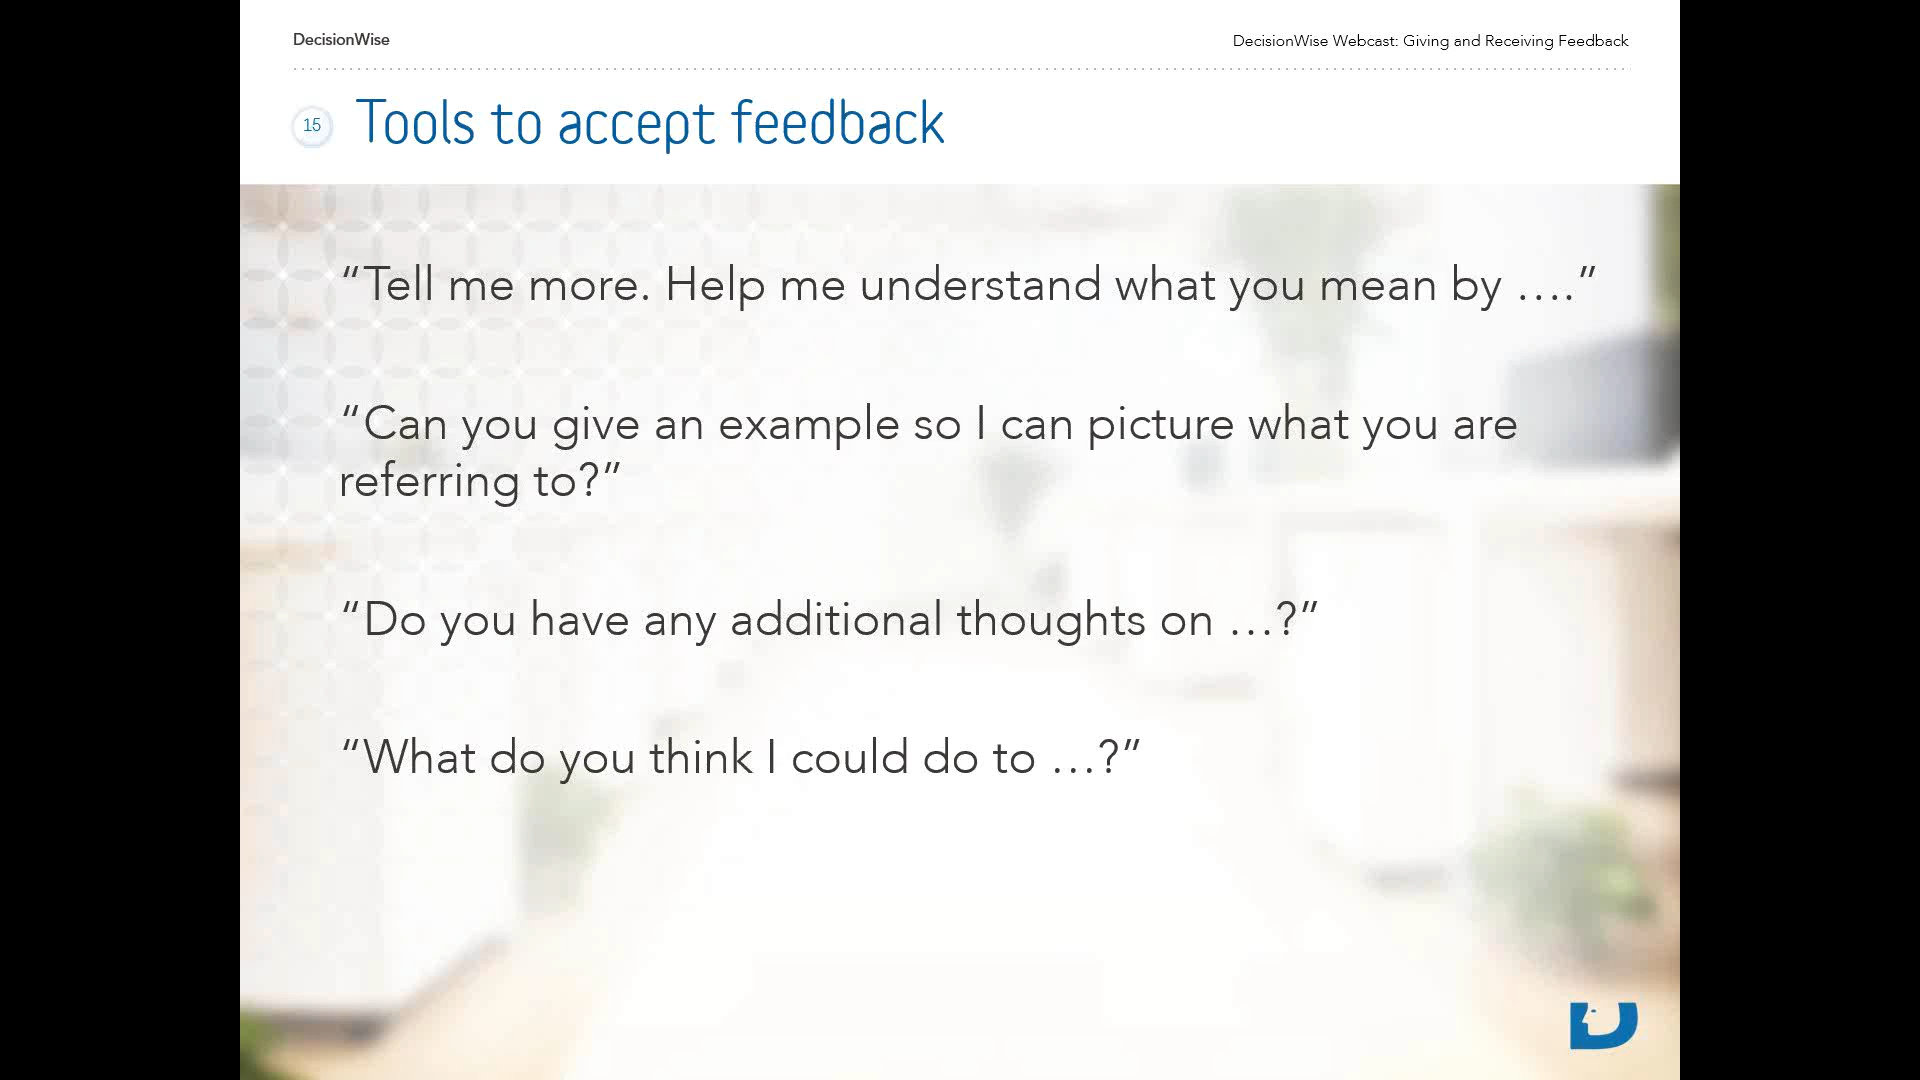 DecisionWise
DecisionWise Webcast: Giving and Receiving Feedback
15
Tools to accept feedback
“Tell me more. Help me understand what you mean by ….”
“Can you give an example so I can picture what you are
referring to?”
“Do you have any additional thoughts on …?”
“What do you think I could do to …?”